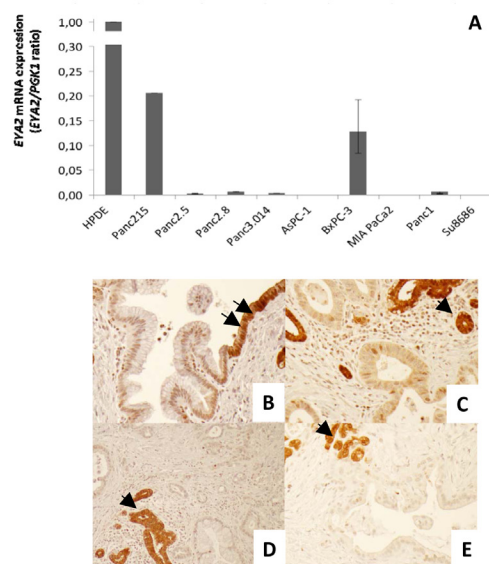 A
EYA2 mRNA expression
(EYA2/PGK1 ratio)
1,00
0,30
0,25
0,20
0,15
0,10
0,05
0,00
HPDE
Panc215
Panc2.5
Panc2.8
Panc3.014
AsPC-1
BxPC-3
MIA PaCa2
Panc1
Su8686
B
C
D
E